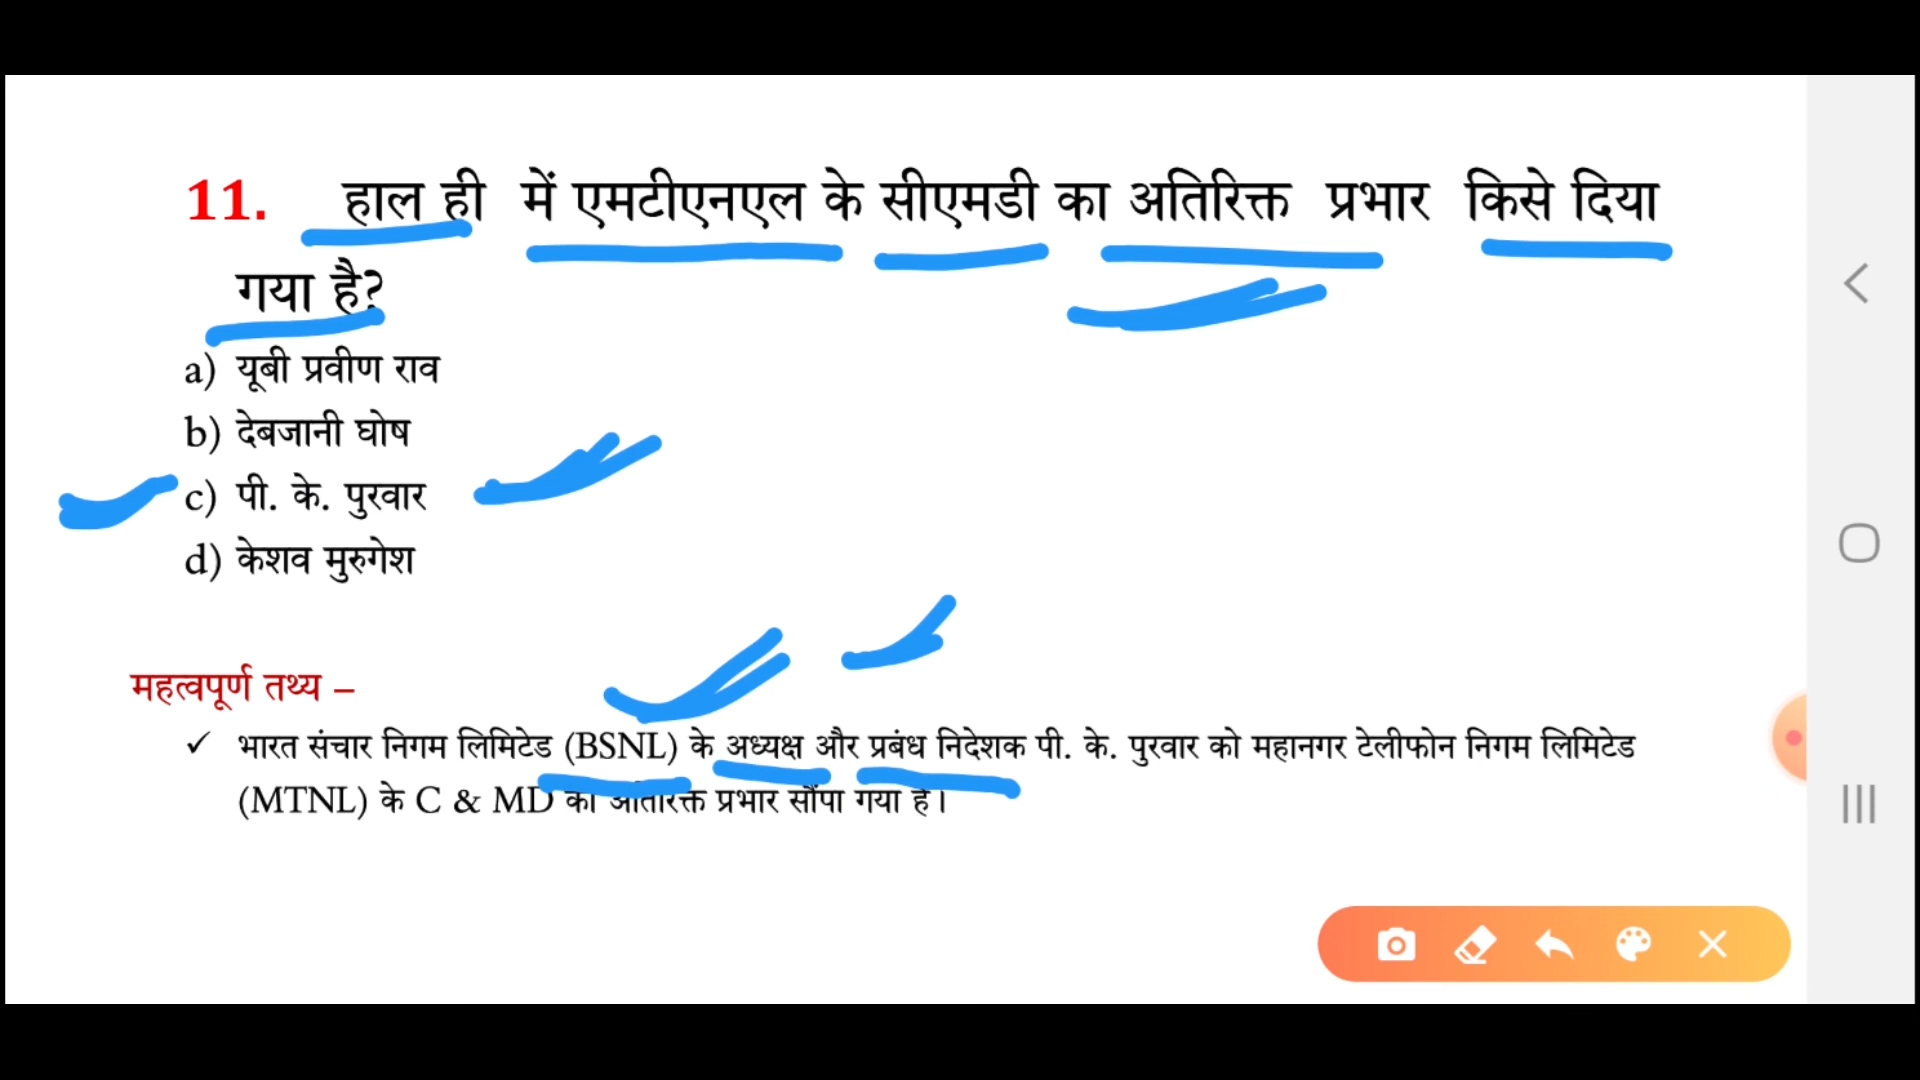 11. हाल ही में एमटीएनएल के सीएमडी का अतिरिक्त प्रभार किसे दिया
गया है?
a) यूबी प्रवीण राव
b) देबजानी घोष
c) पी. के. पुरवार
d) केशव मुरुगेश
महत्वपूर्ण तथ्य –
✓ भारत संचार निगम लिमिटेड (BSNL) के अध्यक्ष और प्रबंध निदेशक पी. के. पुरवार को महानगर टेलीफोन निगम लिमिटेड
(MTNL) के C & MD का अतिरिक्त प्रभार सौंपा गया है।